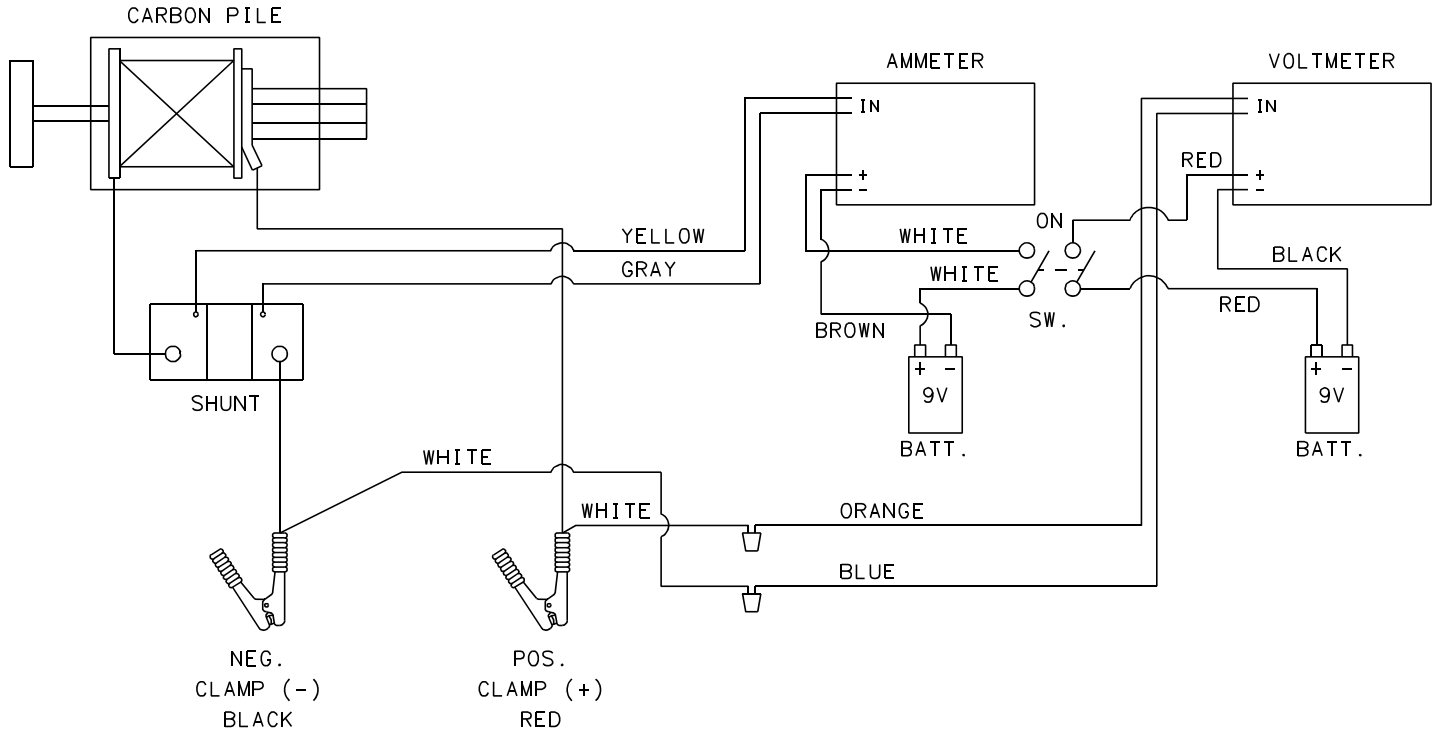 CARBON PILE
AMMETER
VOLTMETER
IN
IN
RED
+
-
+
-
ON
YELLOW
WHITE
BLACK
GRAY
WHITE
RED
SW.
BROWN
+ -
9V
BATT.
+ -
9V
BATT.
SHUNT
WHITE
WHITE
ORANGE
BLUE
NEG.
CLAMP (-)
BLACK
POS.
CLAMP (+)
RED